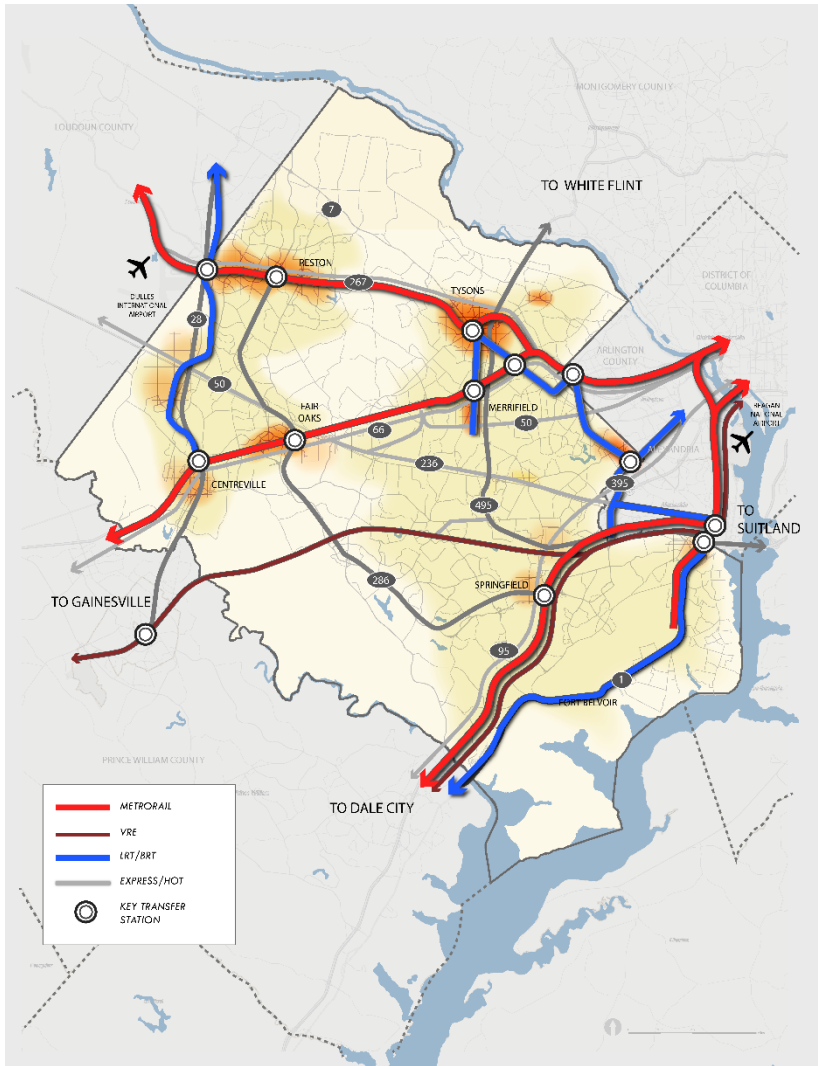 MONTGOMERY COUNTY
LOUDOUN COUNTY
TO WHITE FLINT
7
RESTON
267
TYSONS
DISTRICT OF
COLUMBIA
DULLES
INTERNATIONAL
AIRPORT
28
50
ARLINGTON
COUNTY
FAIR
OAKS
66
MERRIFIELD
50
REAGAN
NATIONAL
AIRPORT
236
ALEXANDRIA
395
CENTREVILLE
495
TO
SUITLAND
TO GAINESVILLE
286
SPRINGFIELD
95
1
FORT BELVOIR
PRINCE WILLIAM COUNTY
TO DALE CITY
METRORAIL
VRE
LRT/BRT
EXPRESS/HOT
KEY TRANSFER
STATION